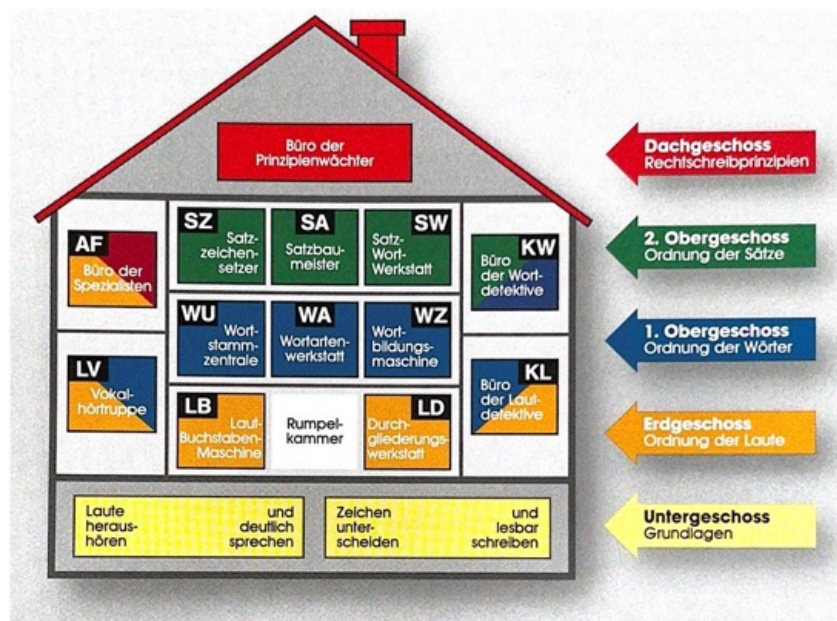 Büro der
Prinzipienwächter
Dachgeschoss
Rechtschreibprinzipien
AF
Büro der
Spezialisten
SZ
Satz-
zeichen-
setzer
SA
Satzbau-
meister
SW
Satz-
Wort-
Werkstatt
KW
Büro
der Wort-
detektive
2. Obergeschoss
Ordnung der Sätze
WU
Wort-
stamm-
zentrale
WA
Wortarten-
werkstatt
WZ
Wort-
bildungs-
maschine
1. Obergeschoss
Ordnung der Wörter
LV
Vokal-
hörtruppe
LB
Laut-
Buchstaben-
Maschine
Rumpel-
kammer
LD
Durch-
gliederungs-
werkstatt
KL
Büro
der Laut-
detektive
Erdgeschoss
Ordnung der Laute
Laute und
heraus- deutlich
hören sprechen
Zeichen und
unter- lesbar
scheiden schreiben
Untergeschoss
Grundlagen